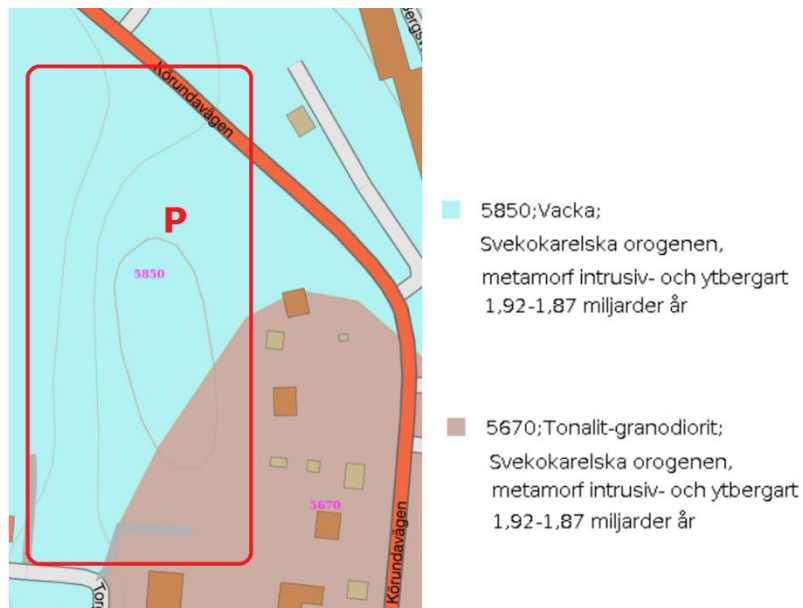 Körundavägen
P
5850
5670
Körundavägen
5850;Vacka;
Svekokarelska orogenen,
metamorf intrusiv- och ytbergart
1,92-1,87 miljarder år
5670;Tonalit-granodiorit;
Svekokarelska orogenen,
metamorf intrusiv- och ytbergart
1,92-1,87 miljarder år